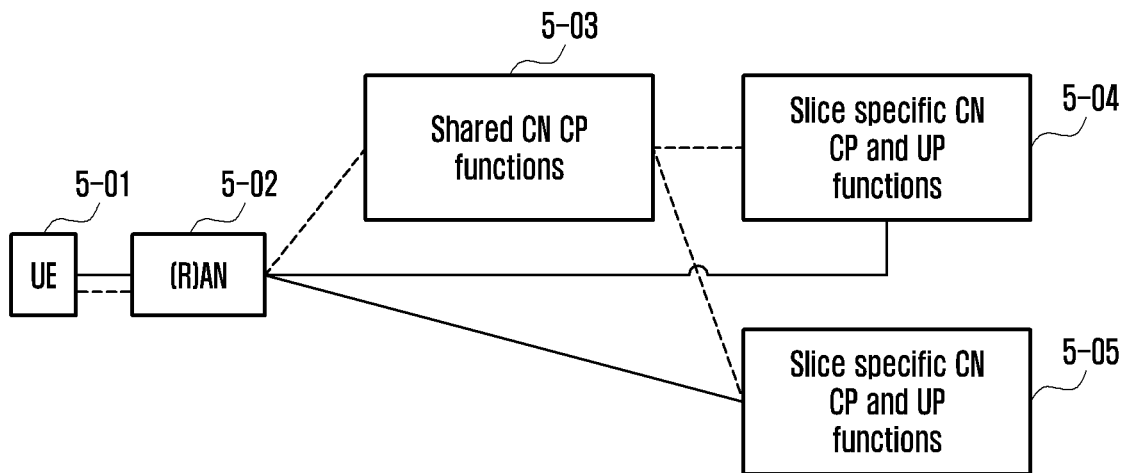 5-03
Shared CN CP
functions
Slice specific CN
CP and UP
functions
5-04
5-01
UE
5-02
(R)AN
Slice specific CN
CP and UP
functions
5-05